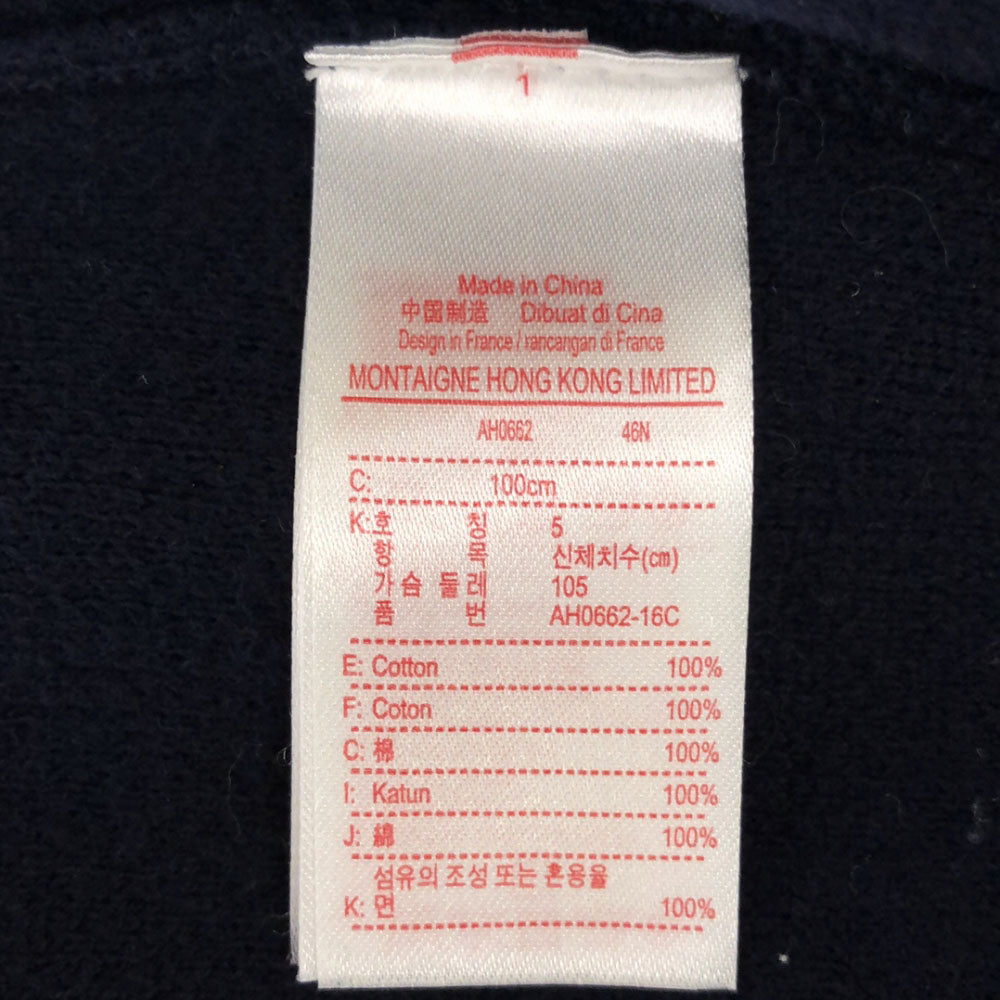 1
Made in China
中国制造 Dibuat di Cina
Design in France / rancangan di France
MONTAIGNE HONG KONG LIMITED
AH0662 46N
C: 100cm
K:호 칭 5
항 목 신체치수(cm)
가슴 둘레 105
품 번 AH0662-16C
E: Cotton 100%
F: Coton 100%
C: 棉 100%
I: Katun 100%
J: 綿 100%
섬유의 조성 또는 혼용율
K: 면 100%